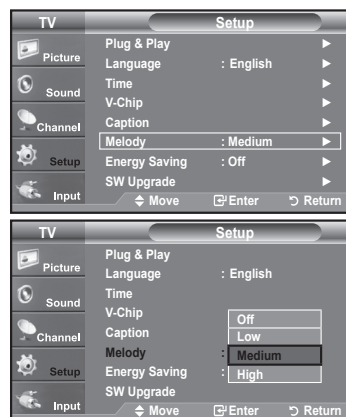 TV Setup
Picture
Sound
Channel
Setup
Input
Plug & Play ►
Language : English ►
Time ►
V-Chip ►
Caption ►
Melody : Medium ►
Energy Saving : Off ►
SW Upgrade ►
Move Enter Return
TV Setup
Picture
Sound
Channel
Setup
Input
Plug & Play
Language : English
Time
V-Chip
Caption
Melody :
Energy Saving :
SW Upgrade
Off
Low
Medium
High
Move Enter Return